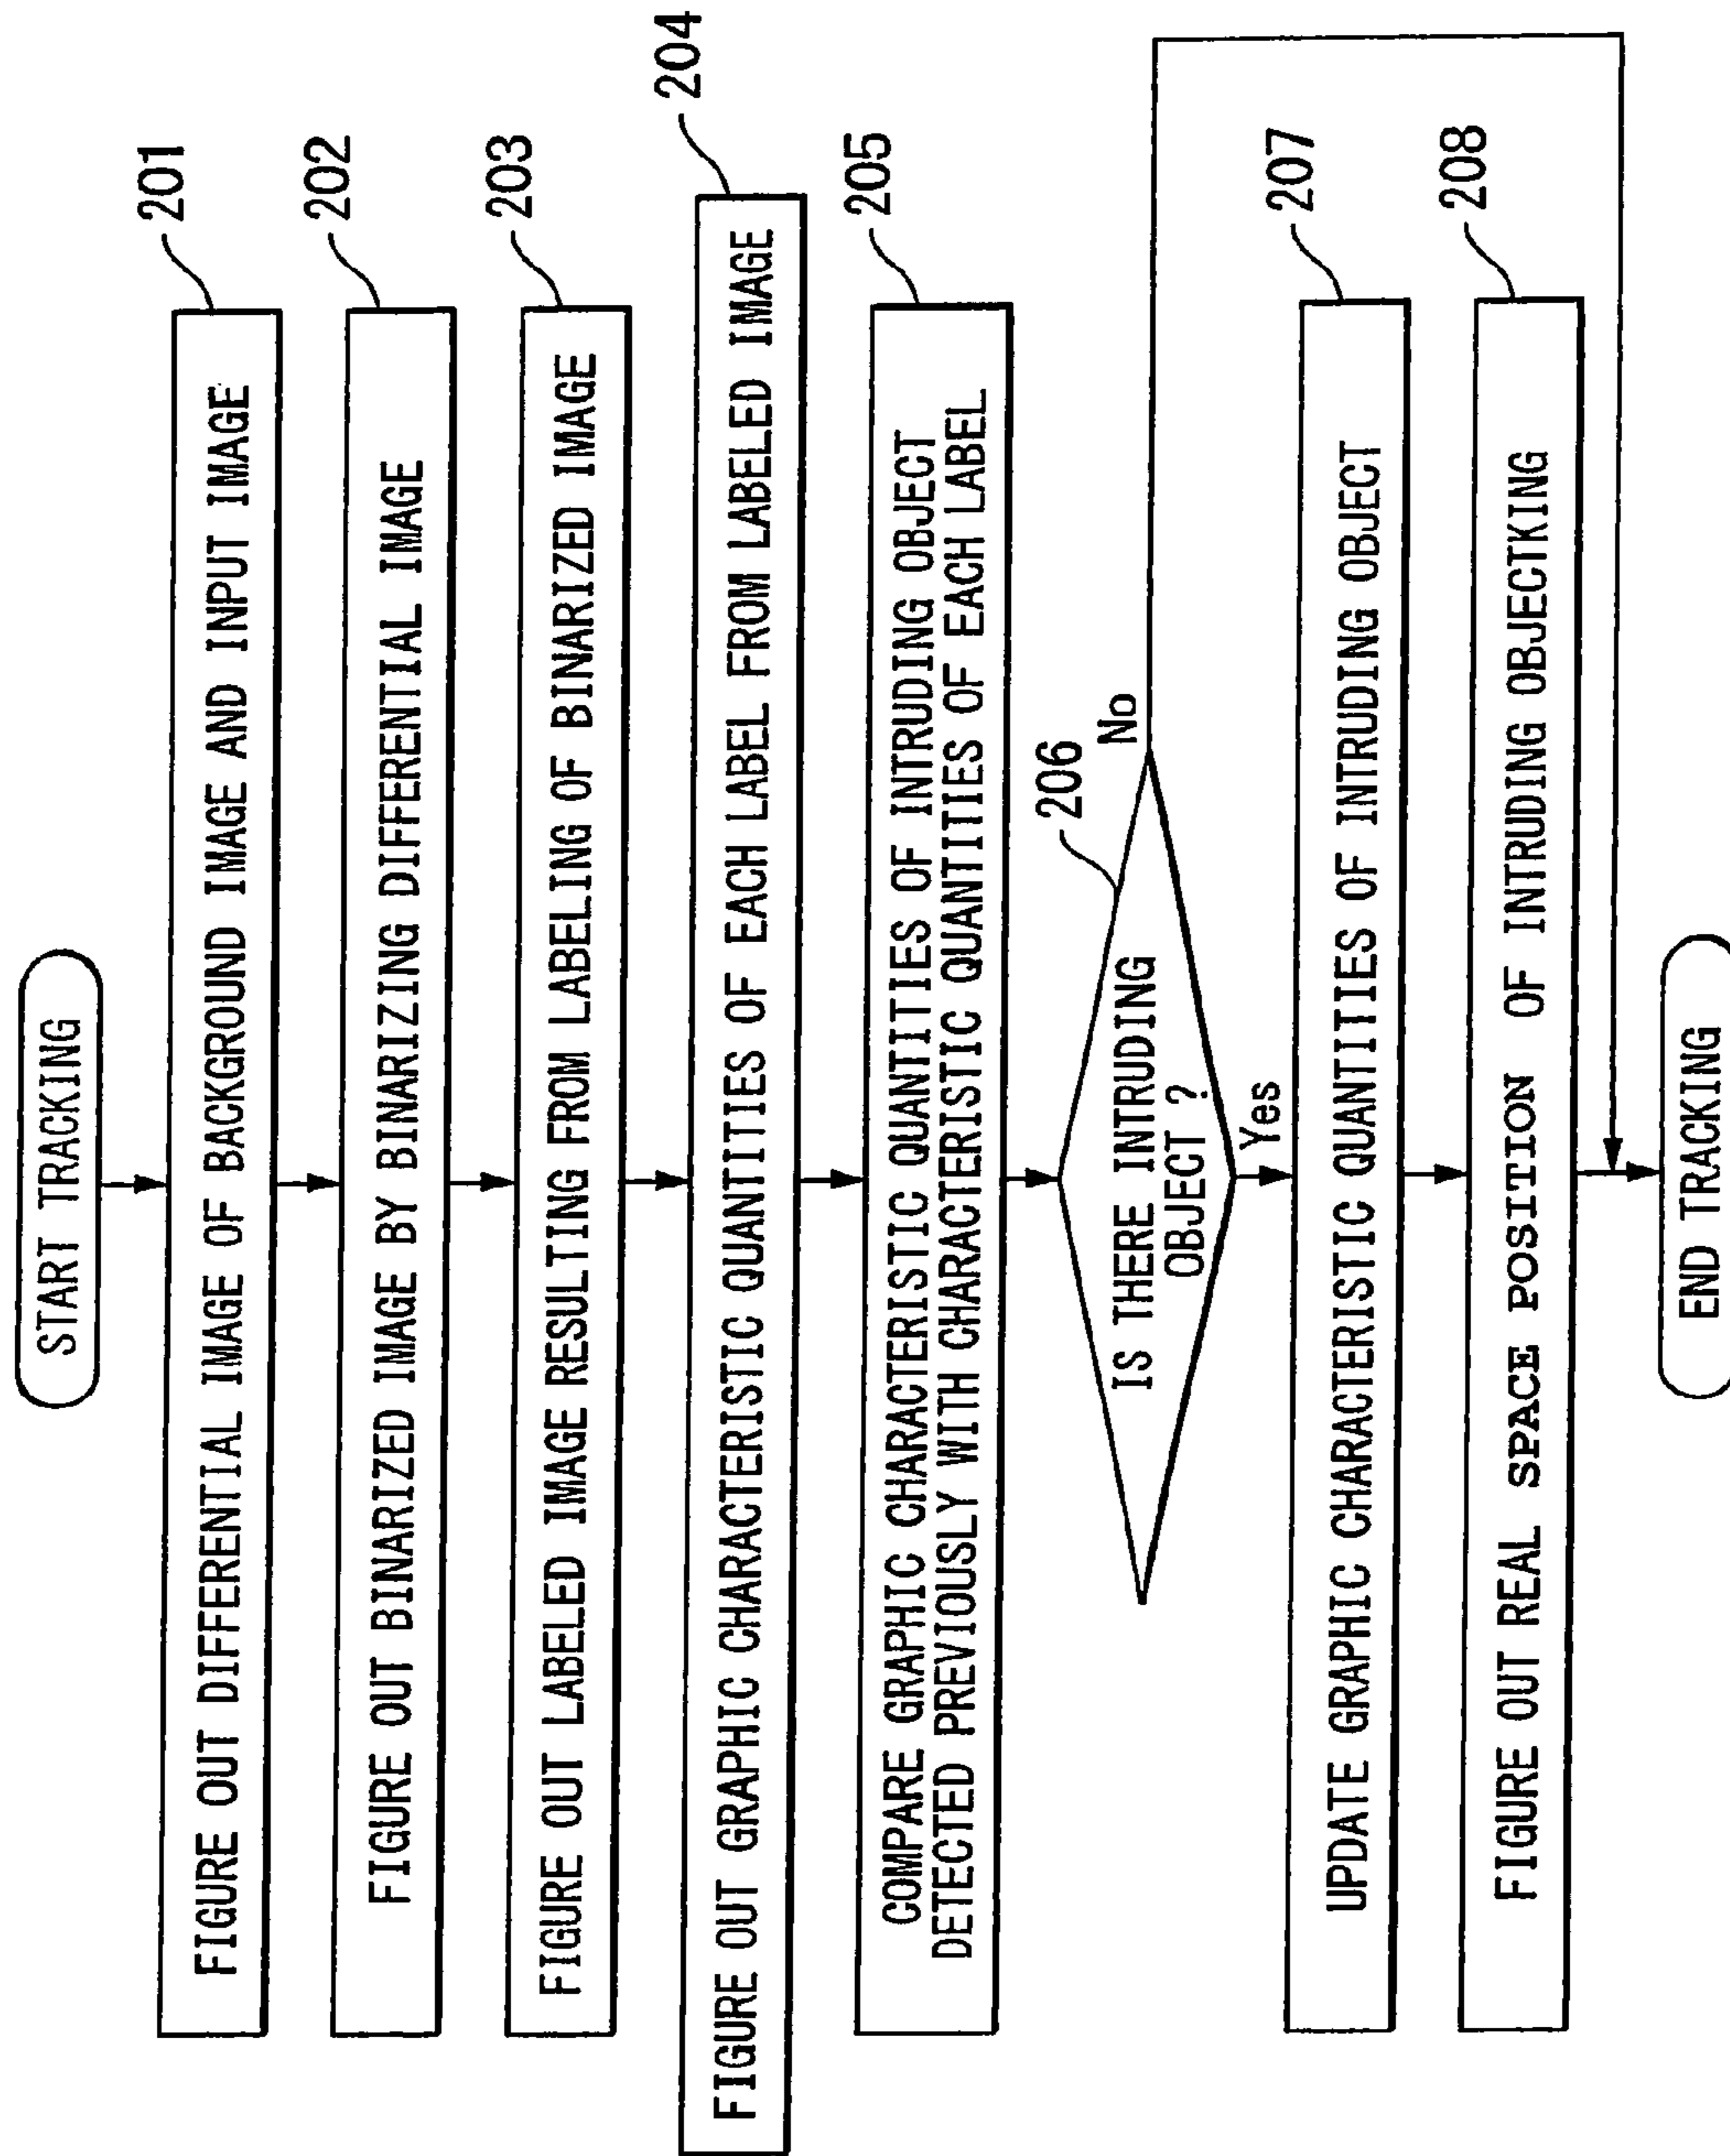 START TRACKING
201
FIGURE OUT DIFFERENTIAL IMAGE OF BACKGROUND IMAGE AND INPUT IMAGE
202
FIGURE OUT BINARIZED IMAGE BY BINARIZING DIFFERENTIAL IMAGE
203
FIGURE OUT LABELED IMAGE RESULTING FROM LABELING OF BINARIZED IMAGE
204
FIGURE OUT GRAPHIC CHARACTERISTIC QUANTITIES OF EACH LABEL FROM LABELED IMAGE
205
COMPARE GRAPHIC CHARACTERISTIC QUANTITIES OF INTRUDING OBJECT
DETECTED PREVIOUSLY WITH CHARACTERISTIC QUANTITIES OF EACH LABEL
206
No
IS THERE INTRUDING
OBJECT ?
Yes
207
UPDATE GRAPHIC CHARACTERISTIC QUANTITIES OF INTRUDING OBJECT
208
FIGURE OUT REAL SPACE POSITION OF INTRUDING OBJECTKING
END TRACKING